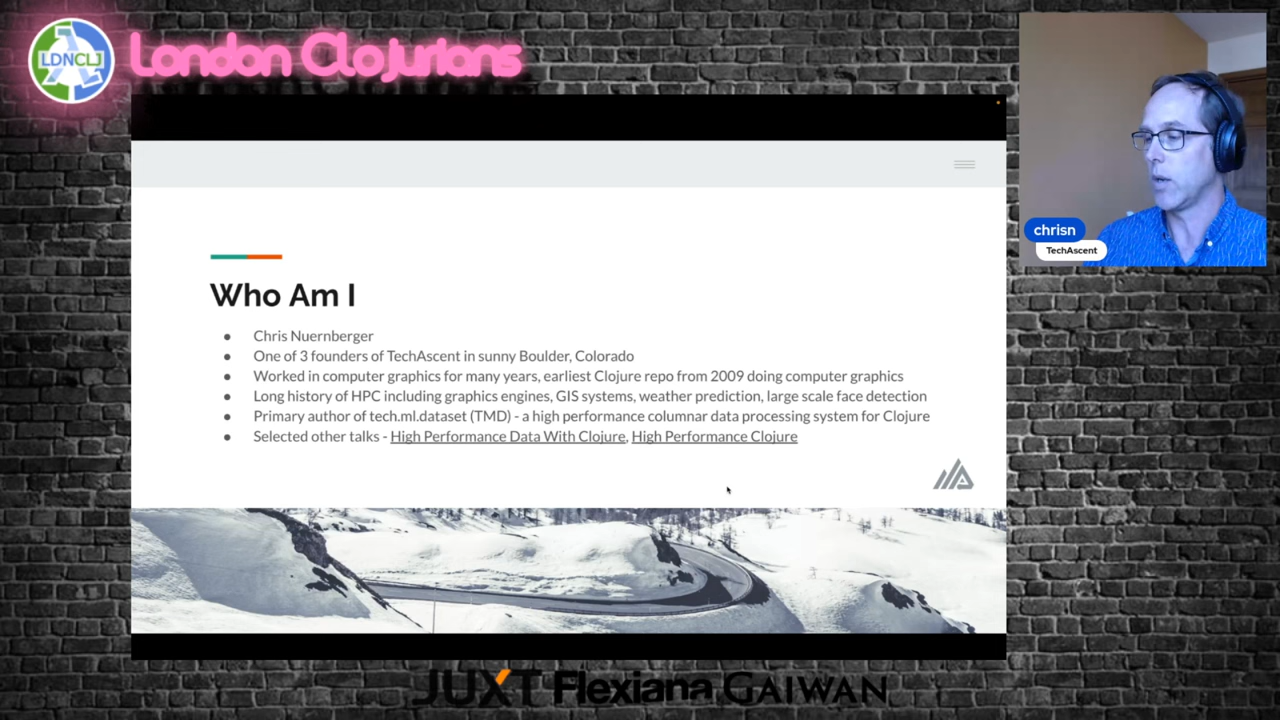 LDNCLJ
London Clojurians
chrisn
TechAscent
Who Am I
● Chris Nuernberger
● One of 3 founders of TechAscent in sunny Boulder, Colorado
● Worked in computer graphics for many years, earliest Clojure repo from 2009 doing computer graphics
● Long history of HPC including graphics engines, GIS systems, weather prediction, large scale face detection
● Primary author of tech.ml.dataset (TMD) - a high performance columnar data processing system for Clojure
● Selected other talks - High Performance Data With Clojure, High Performance Clojure
JUXT Flexiana GAIWAN